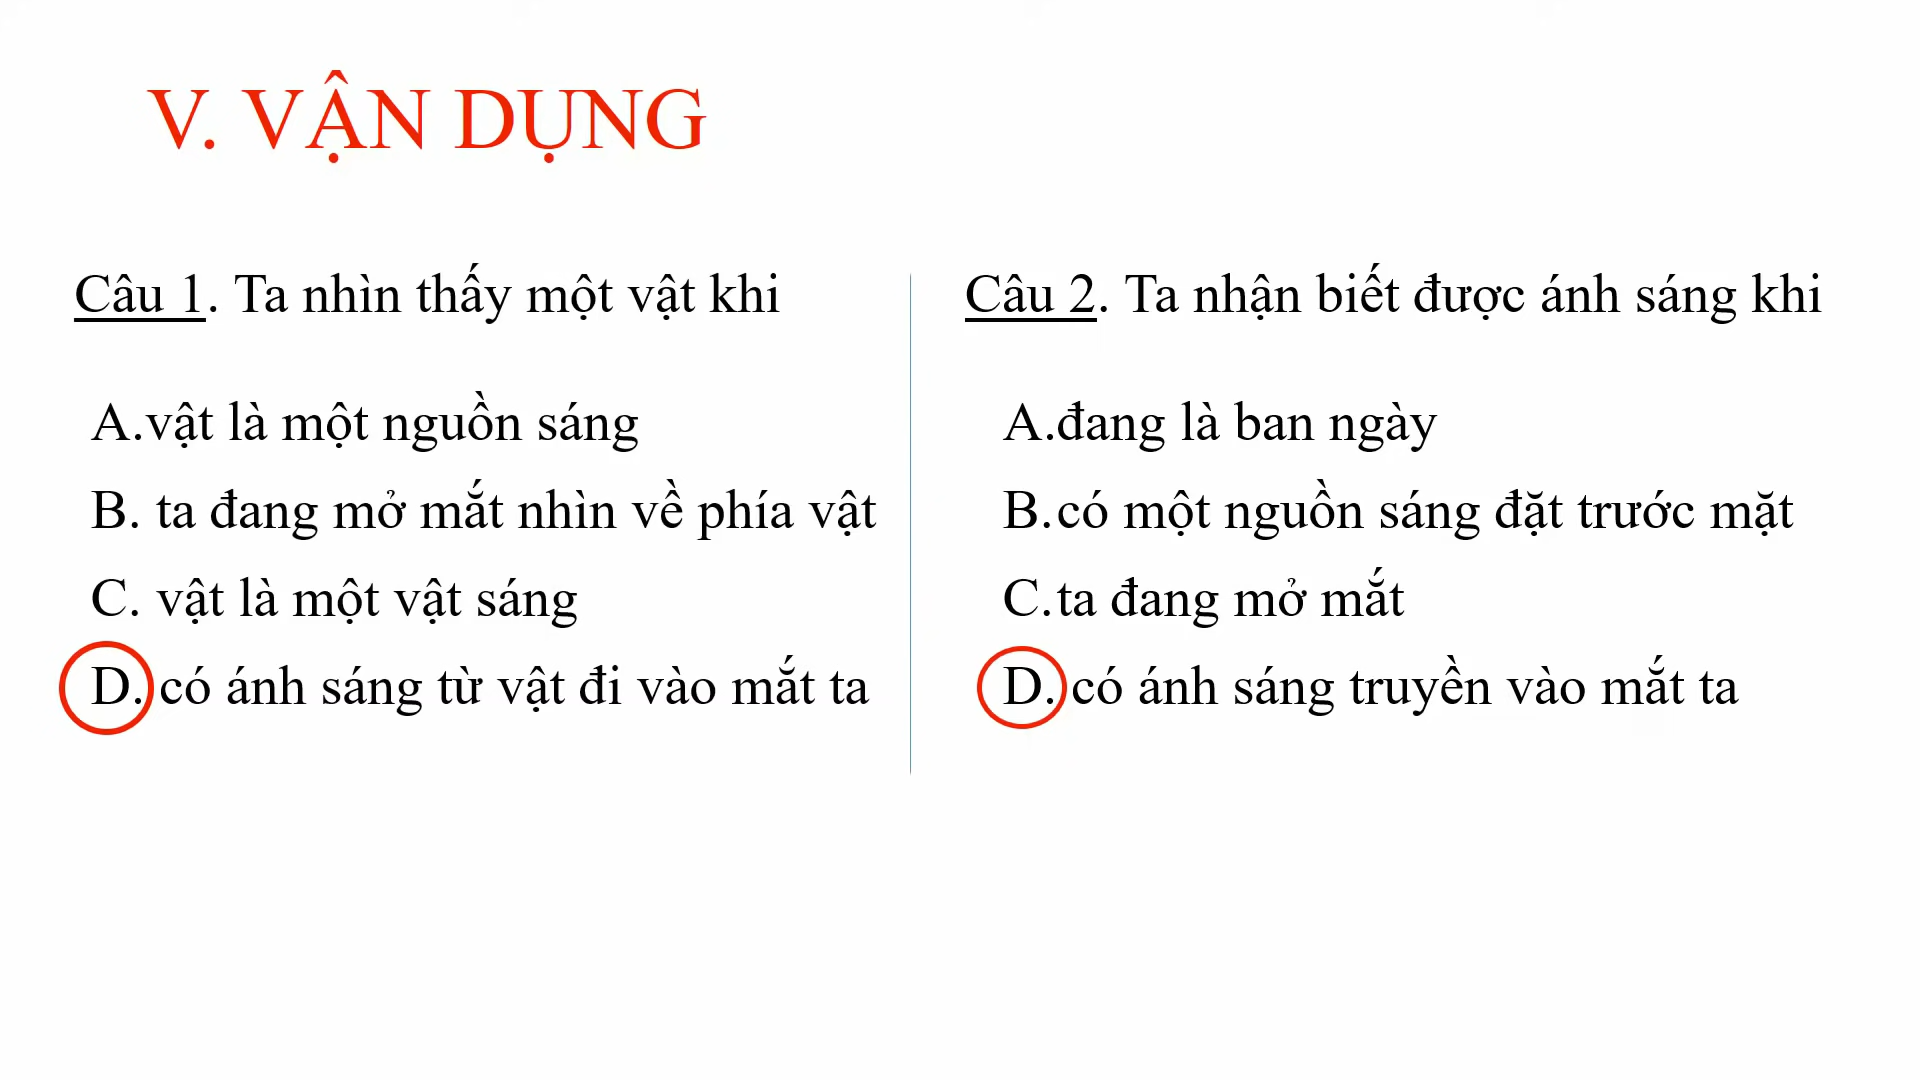 V. VẬN DỤNG
Câu 1. Ta nhìn thấy một vật khi
A.vật là một nguồn sáng
B. ta đang mở mắt nhìn về phía vật
C. vật là một vật sáng
D. có ánh sáng từ vật đi vào mắt ta
Câu 2. Ta nhận biết được ánh sáng khi
A.đang là ban ngày
B.có một nguồn sáng đặt trước mặt
C.ta đang mở mắt
D. có ánh sáng truyền vào mắt ta